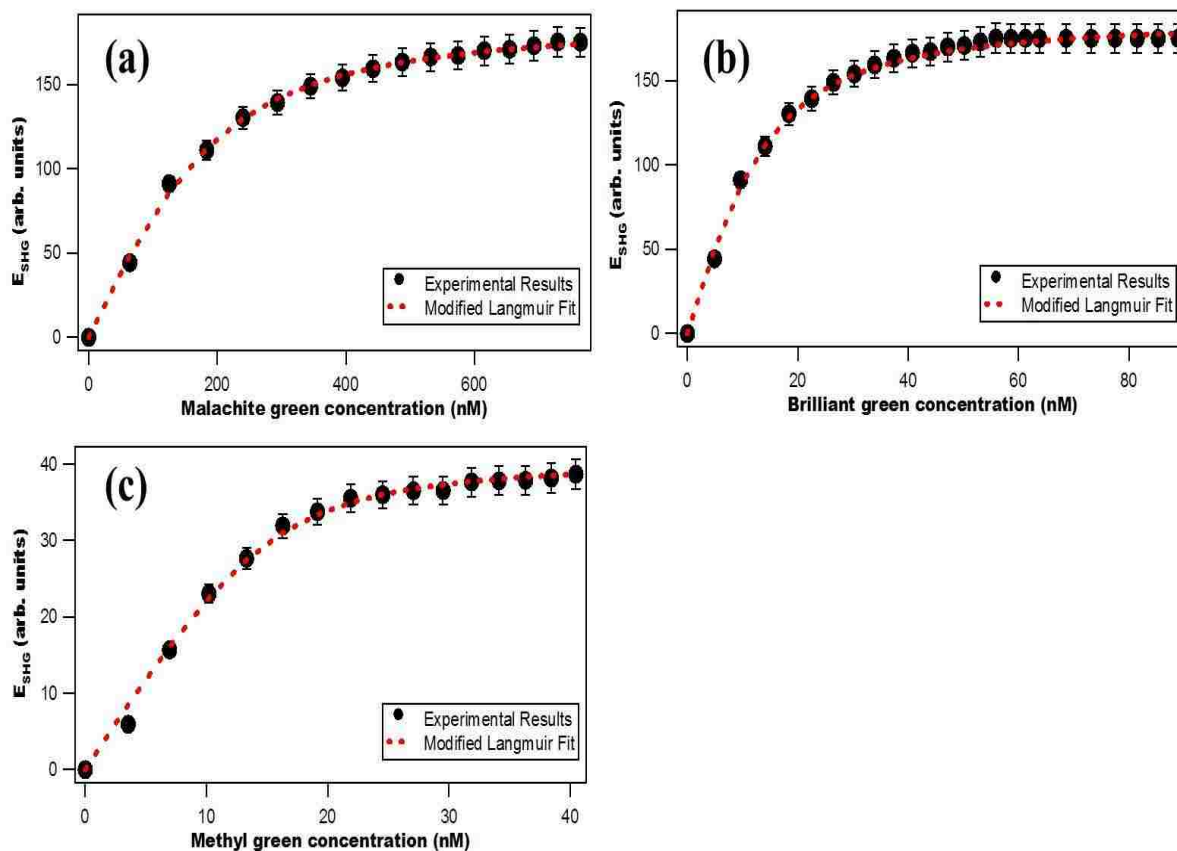 (a)
E_SHG (arb. units)
150
100
50
0
Experimental Results
Modified Langmuir Fit
0 200 400 600
Malachite green concentration (nM)
(b)
E_SHG (arb. units)
150
100
50
0
Experimental Results
Modified Langmuir Fit
0 20 40 60 80
Brilliant green concentration (nM)
(c)
E_SHG (arb. units)
40
30
20
10
0
Experimental Results
Modified Langmuir Fit
0 10 20 30 40
Methyl green concentration (nM)